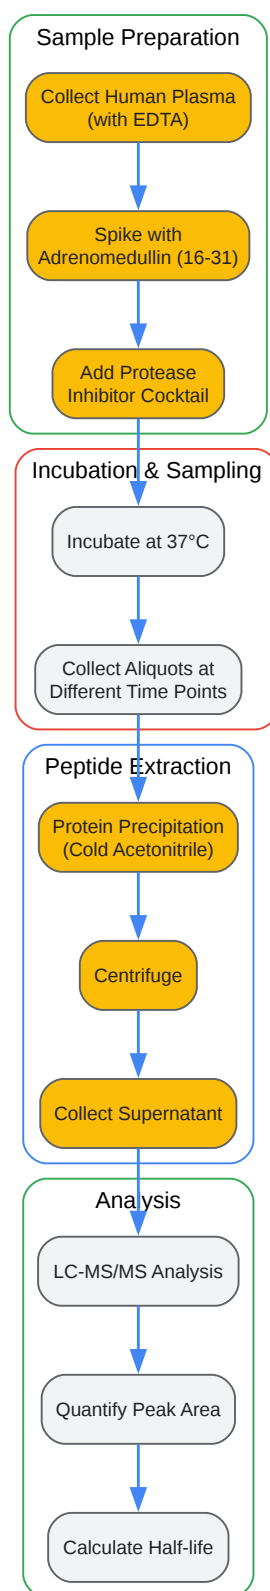 Sample Preparation
Collect Human Plasma
(with EDTA)
Spike with
Adrenomedullin (16-31)
Add Protease
Inhibitor Cocktail
Incubation & Sampling
Incubate at 37°C
Collect Aliquots at
Different Time Points
Peptide Extraction
Protein Precipitation
(Cold Acetonitrile)
Centrifuge
Collect Supernatant
Analysis
LC-MS/MS Analysis
Quantify Peak Area
Calculate Half-life